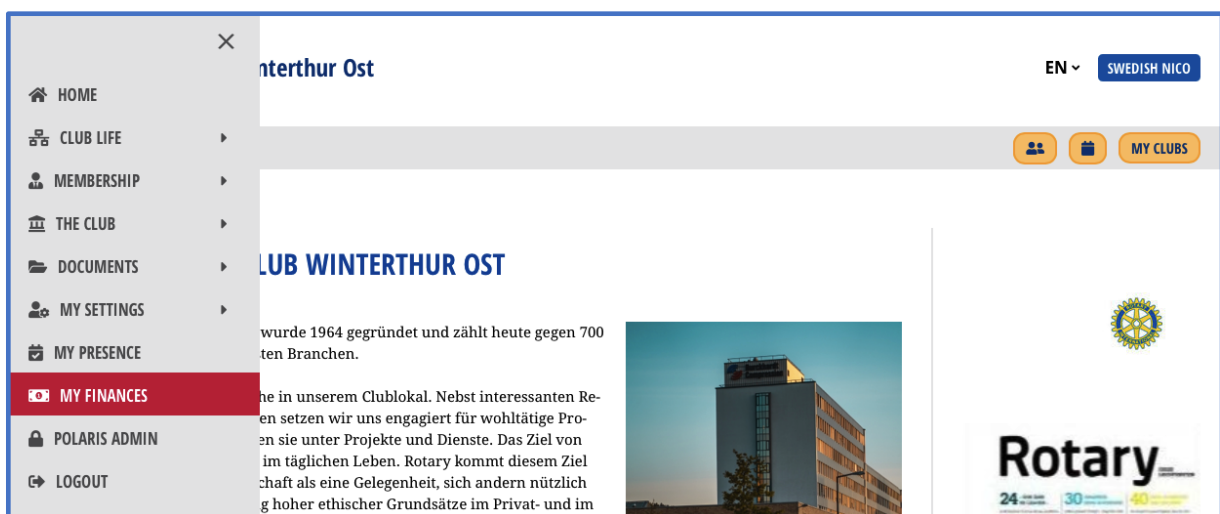 nterthur Ost
EN
SWEDISH NICO
HOME
CLUB LIFE
MEMBERSHIP
THE CLUB
DOCUMENTS
MY SETTINGS
MY PRESENCE
MY FINANCES
POLARIS ADMIN
LOGOUT
MY CLUBS
LUB WINTERTHUR OST
wurde 1964 gegründet und zählt heute gegen 700
ten Branchen.
he in unserem Clublokal. Nebst interessanten Re-
en setzen wir uns engagiert für wohltätige Pro-
en sie unter Projekte und Dienste. Das Ziel von
im täglichen Leben. Rotary kommt diesem Ziel
chaft als eine Gelegenheit, sich andern nützlich
g hoher ethischer Grundsätze im Privat- und im
Rotary
24
30
40